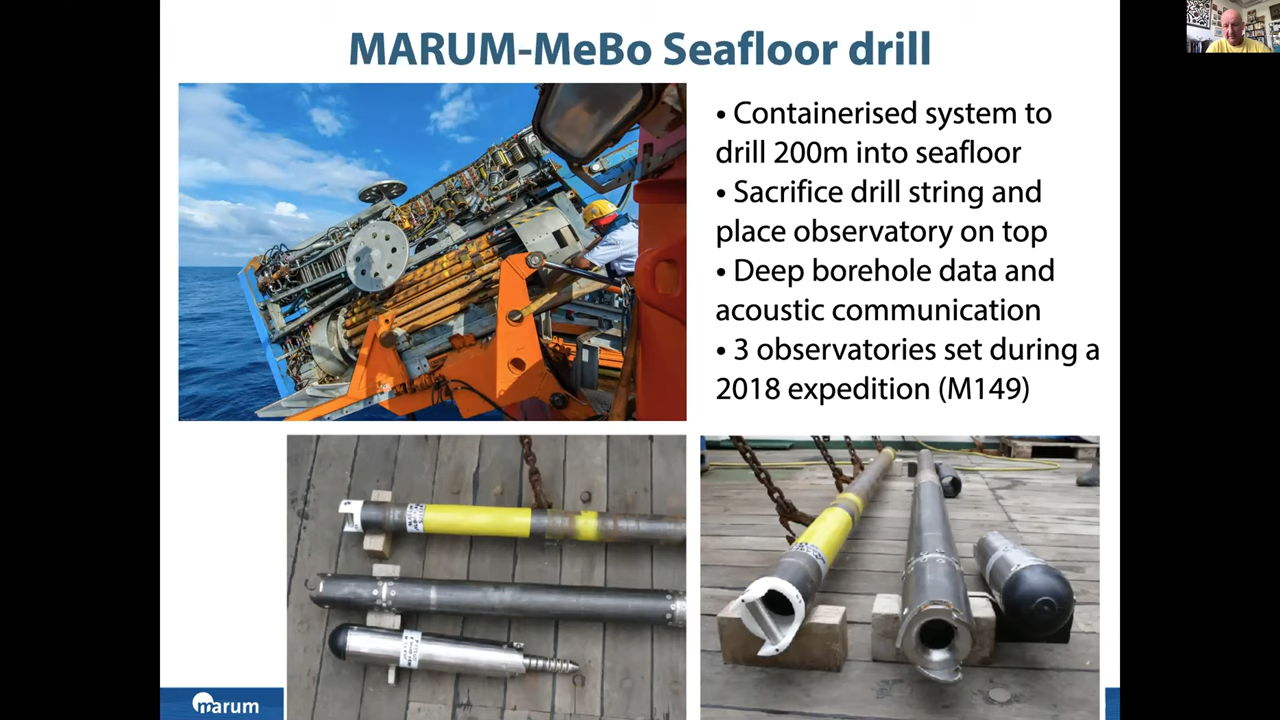 MARUM-MeBo Seafloor drill
• Containerised system to
drill 200m into seafloor
• Sacrifice drill string and
place observatory on top
• Deep borehole data and
acoustic communication
• 3 observatories set during a
2018 expedition (M149)
marum